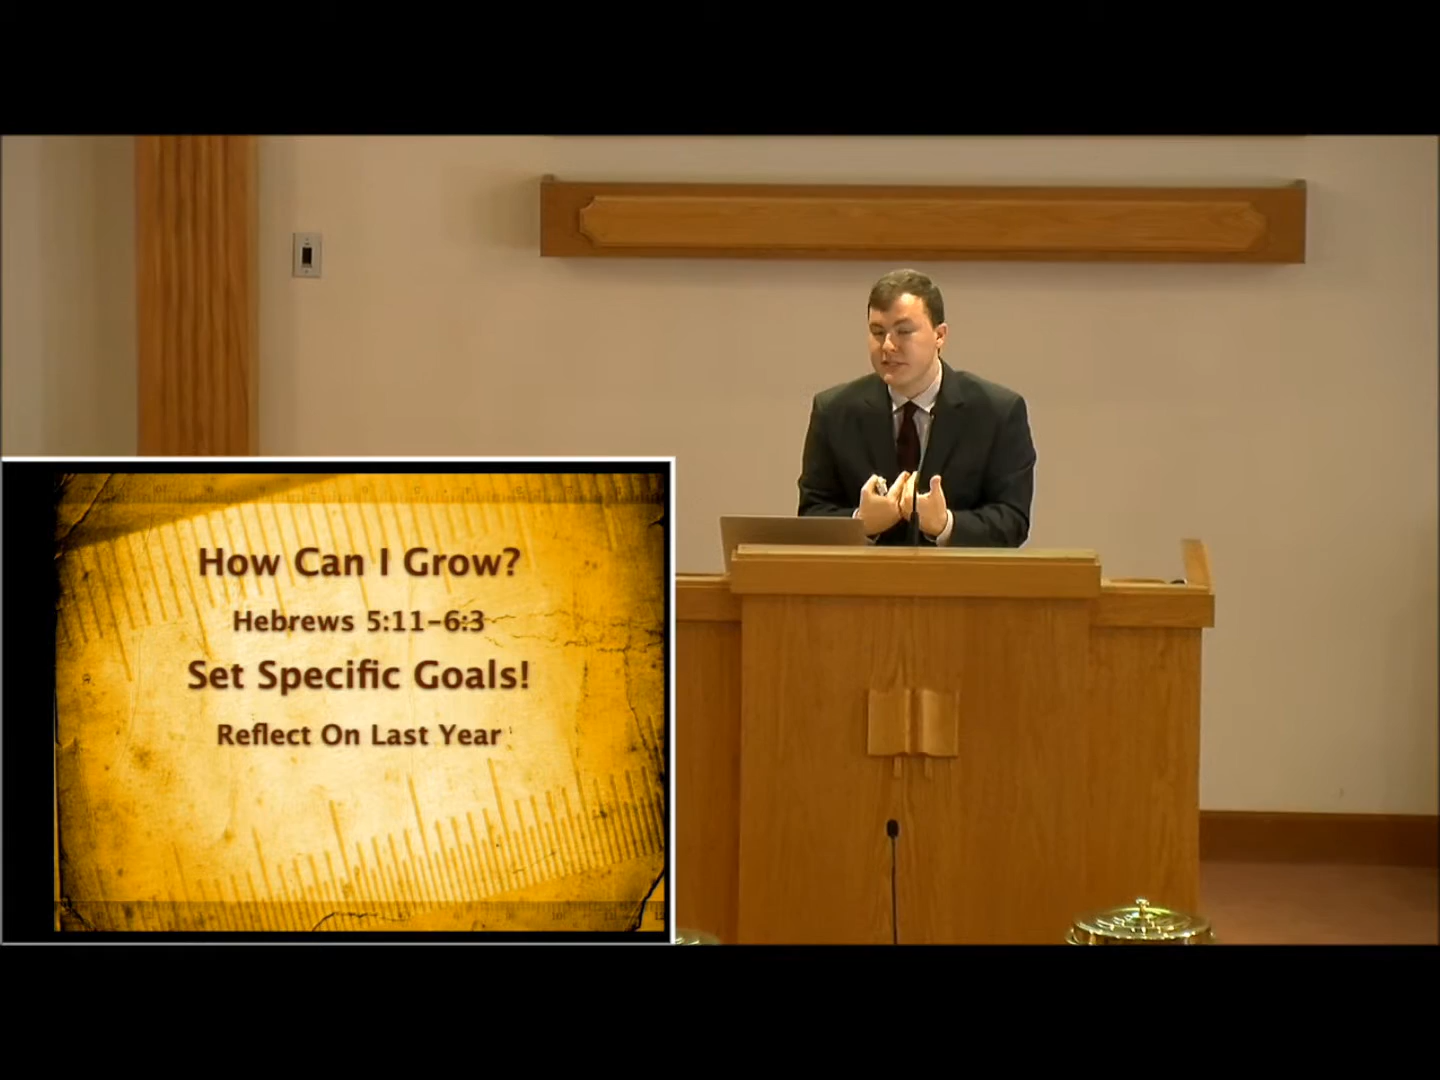 How Can I Grow?
Hebrews 5:11-6:3
Set Specific Goals!
Reflect On Last Year